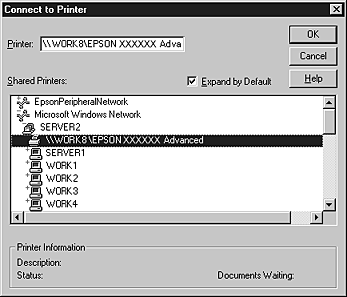 Connect to Printer
Printer: \\WORK8\EPSON XXXXXX Adva
OK
Cancel
Shared Printers:
Expand by Default
Help
EpsonPeripheralNetwork
Microsoft Windows Network
SERVER2
\\WORK8\EPSON XXXXXX Advanced
SERVER1
WORK1
WORK2
WORK3
WORK4
Printer Information
Description:
Status:
Documents Waiting: